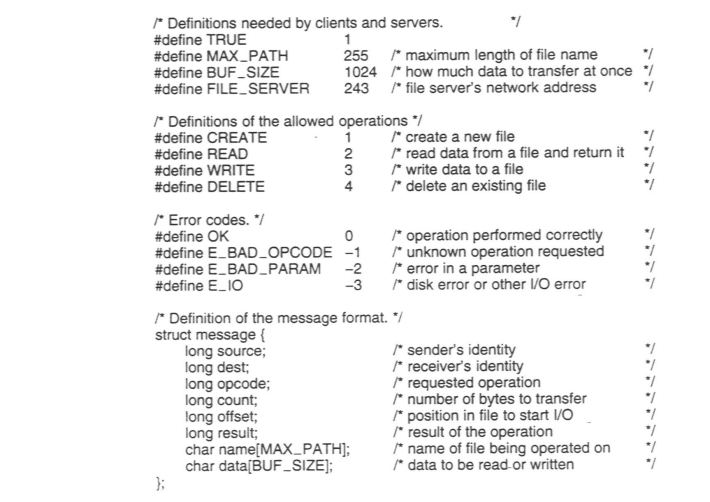 /* Definitions needed by clients and servers. */
#define TRUE 1
#define MAX_PATH 255 /* maximum length of file name */
#define BUF_SIZE 1024 /* how much data to transfer at once */
#define FILE_SERVER 243 /* file server's network address */
/* Definitions of the allowed operations */
#define CREATE 1 /* create a new file */
#define READ 2 /* read data from a file and return it */
#define WRITE 3 /* write data to a file */
#define DELETE 4 /* delete an existing file */
/* Error codes. */
#define OK 0 /* operation performed correctly */
#define E_BAD_OPCODE −1 /* unknown operation requested */
#define E_BAD_PARAM −2 /* error in a parameter */
#define E_IO −3 /* disk error or other I/O error */
/* Definition of the message format. */
struct message {
long source; /* sender's identity */
long dest; /* receiver's identity */
long opcode; /* requested operation */
long count; /* number of bytes to transfer */
long offset; /* position in file to start I/O */
long result; /* result of the operation */
char name[MAX_PATH]; /* name of file being operated on */
char data[BUF_SIZE]; /* data to be read or written */
};